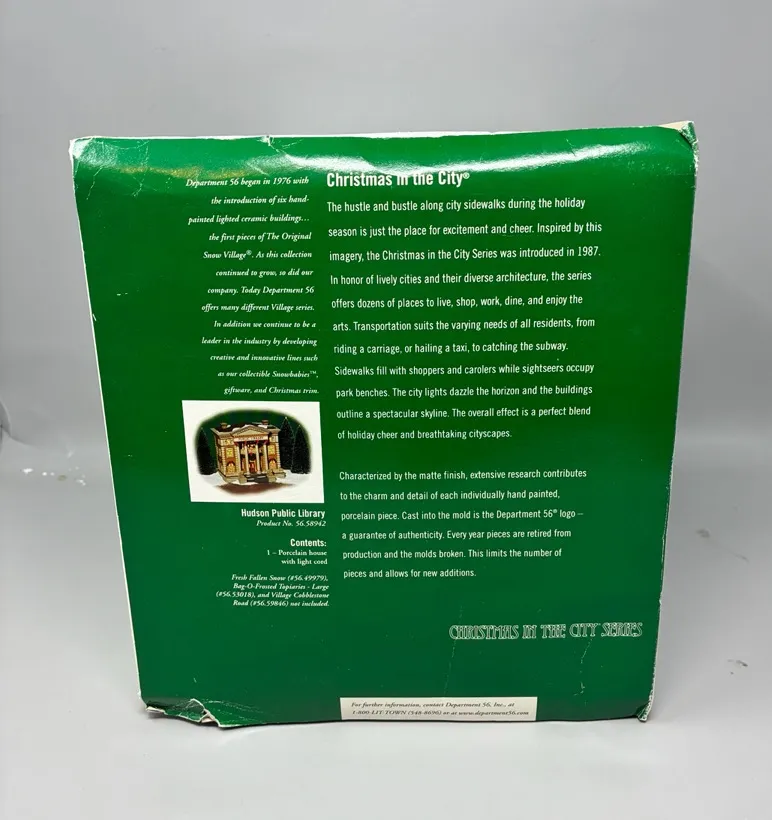 Department 56 began in 1976 with
the introduction of six hand-
painted lighted ceramic buildings...
the first pieces of The Original
Snow Village®. As this collection
continued to grow, so did our
company. Today Department 56
offers many different Village series.
In addition we continue to be a
leader in the industry by developing
creative and innovative lines such
as our collectible Snowbabies™,
giftware, and Christmas trim.
Hudson Public Library
Product No. 56.58942
Contents:
1 – Porcelain house
with light cord
Fresh Fallen Snow (#56.49979),
Bag-O-Frosted Topiaries - Large
(#56.53018), and Village Cobblestone
Road (#56.59846) not included.
Christmas in the City®
The hustle and bustle along city sidewalks during the holiday
season is just the place for excitement and cheer. Inspired by this
imagery, the Christmas in the City Series was introduced in 1987.
In honor of lively cities and their diverse architecture, the series
offers dozens of places to live, shop, work, dine, and enjoy the
arts. Transportation suits the varying needs of all residents, from
riding a carriage, or hailing a taxi, to catching the subway.
Sidewalks fill with shoppers and carolers while sightseers occupy
park benches. The city lights dazzle the horizon and the buildings
outline a spectacular skyline. The overall effect is a perfect blend
of holiday cheer and breathtaking cityscapes.
Characterized by the matte finish, extensive research contributes
to the charm and detail of each individually hand painted,
porcelain piece. Cast into the mold is the Department 56® logo –
a guarantee of authenticity. Every year pieces are retired from
production and the molds broken. This limits the number of
pieces and allows for new additions.
CHRISTMAS IN THE CITY SERIES
For further information, contact Department 56, Inc., at
1-800-LIT-TOWN (548-8696) or at www.department56.com